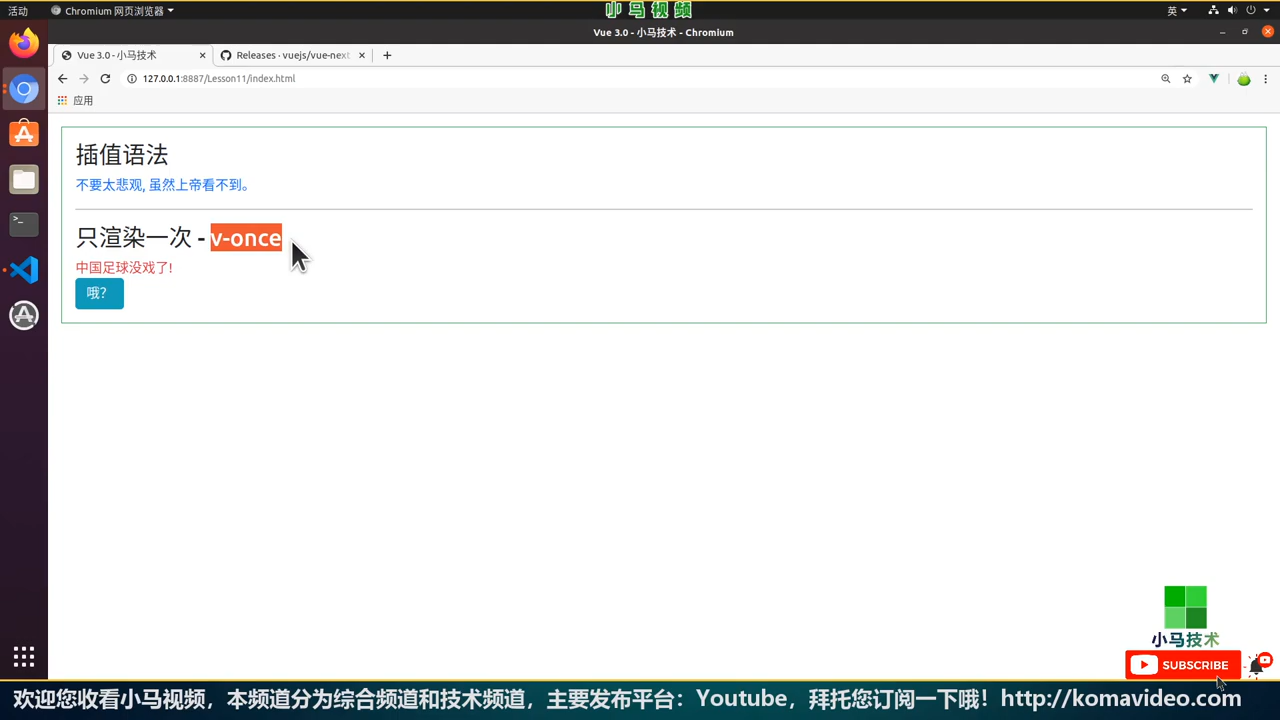 活动
Chromium 网页浏览器
小马视频
英
Vue 3.0 - 小马技术 - Chromium
Vue 3.0 - 小马技术
Releases · vuejs/vue-next
127.0.0.1:8887/Lesson11/index.html
应用
插值语法
不要太悲观, 虽然上帝看不到。
只渲染一次 - v-once
中国足球没戏了!
哦?
小马技术
SUBSCRIBE
欢迎您收看小马视频，本频道分为综合频道和技术频道，主要发布平台：Youtube，拜托您订阅一下哦！http://komavideo.com